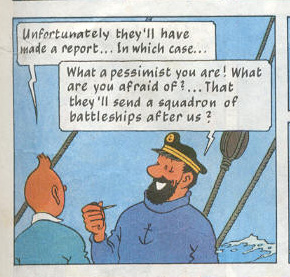 Unfortunately they'll have
made a report... In which case...
What a pessimist you are! What
are you afraid of?... That
they'll send a squadron of
battleships after us?